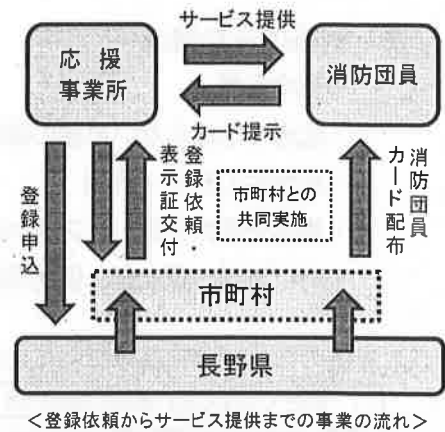 サービス提供
応援
事業所
消防団員
カード提示
登録申込
登録依頼・
表示証交付
市町村との
共同実施
消防団員
カード配布
市町村
長野県
＜登録依頼からサービス提供までの事業の流れ＞